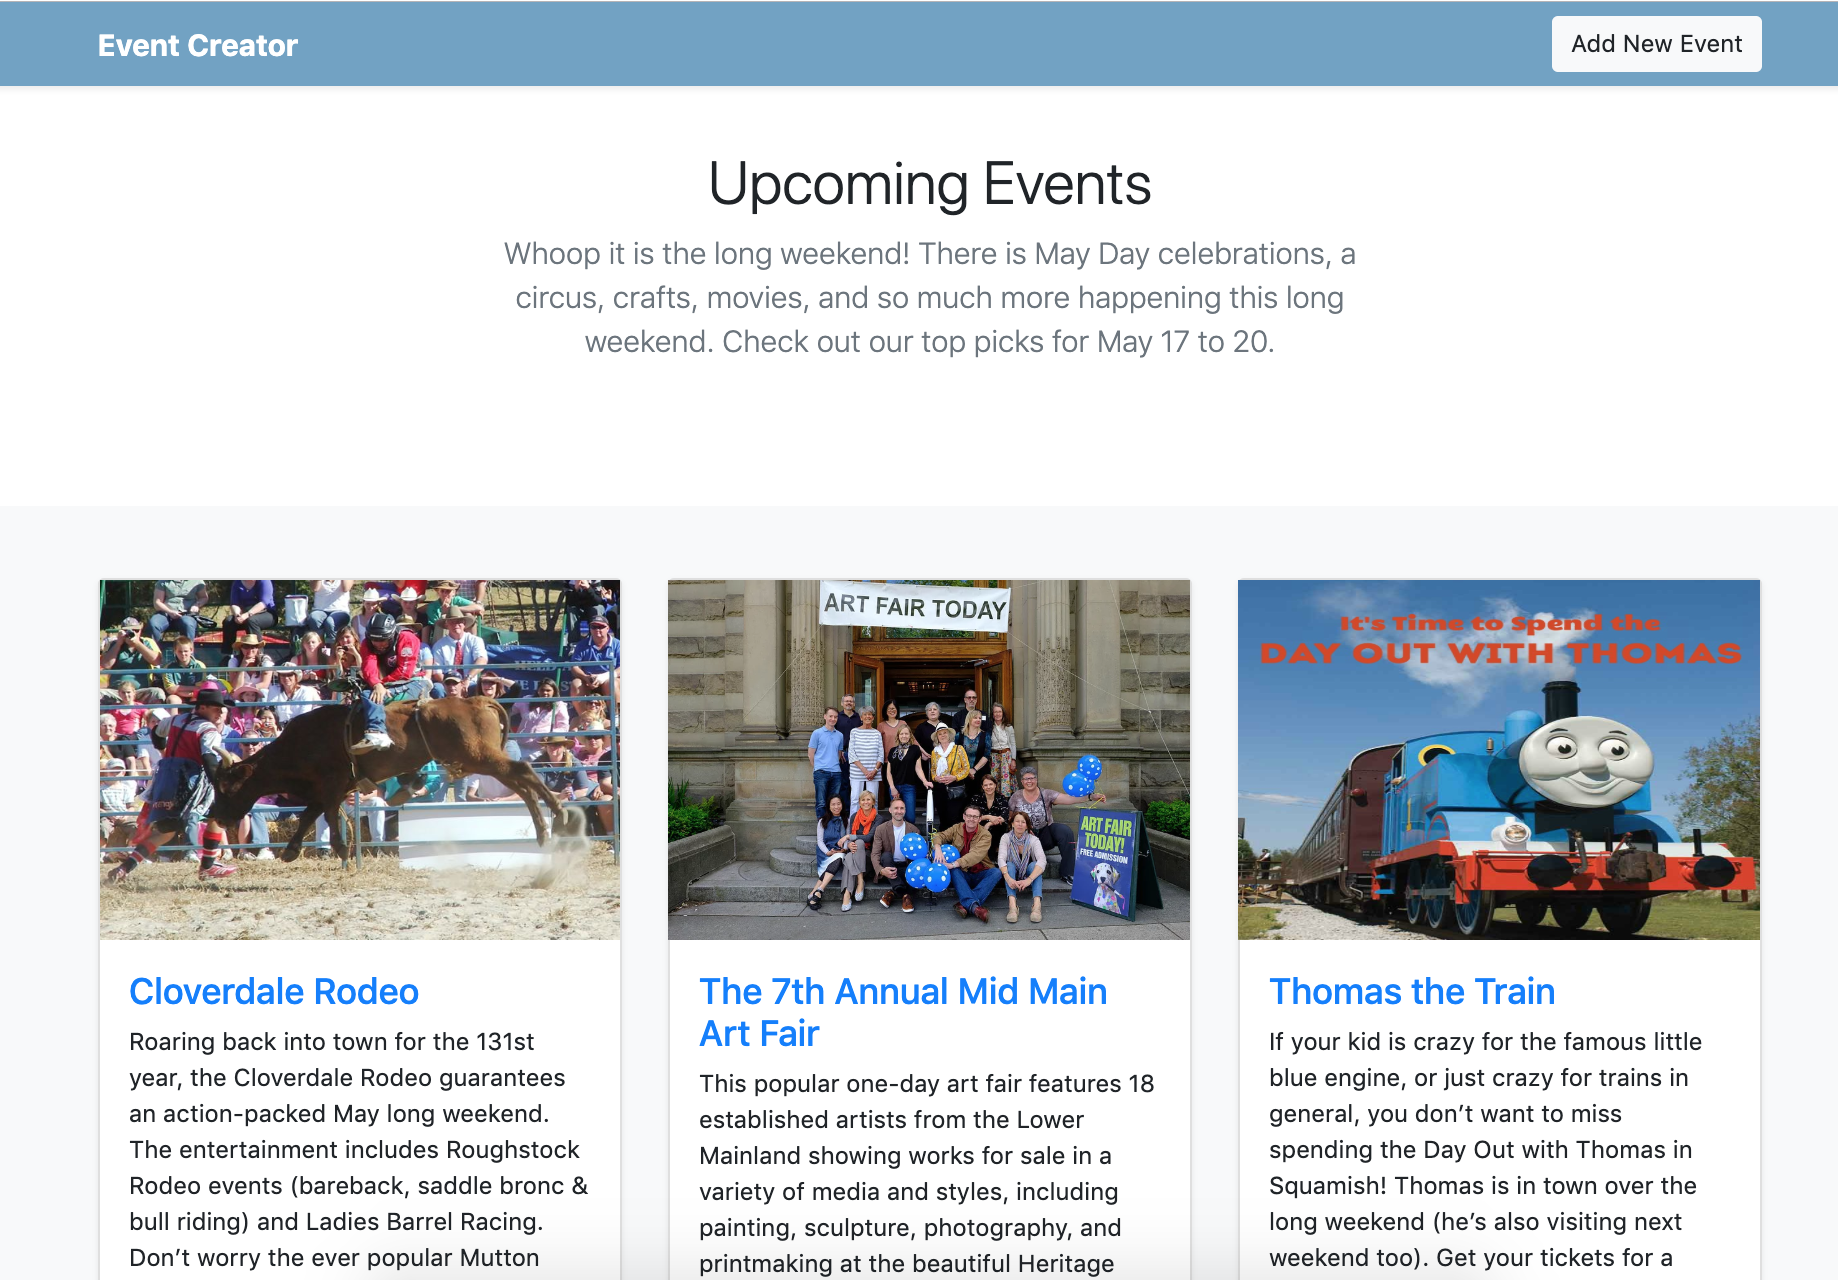 Event Creator
Add New Event
Upcoming Events
Whoop it is the long weekend! There is May Day celebrations, a
circus, crafts, movies, and so much more happening this long
weekend. Check out our top picks for May 17 to 20.
ART FAIR TODAY
ART FAIR
TODAY!
FREE ADMISSION
It's Time to Spend the
DAY OUT WITH THOMAS
Cloverdale Rodeo
Roaring back into town for the 131st
year, the Cloverdale Rodeo guarantees
an action-packed May long weekend.
The entertainment includes Roughstock
Rodeo events (bareback, saddle bronc &
bull riding) and Ladies Barrel Racing.
Don’t worry the ever popular Mutton
The 7th Annual Mid Main
Art Fair
This popular one-day art fair features 18
established artists from the Lower
Mainland showing works for sale in a
variety of media and styles, including
painting, sculpture, photography, and
printmaking at the beautiful Heritage
Thomas the Train
If your kid is crazy for the famous little
blue engine, or just crazy for trains in
general, you don’t want to miss
spending the Day Out with Thomas in
Squamish! Thomas is in town over the
long weekend (he’s also visiting next
weekend too). Get your tickets for a